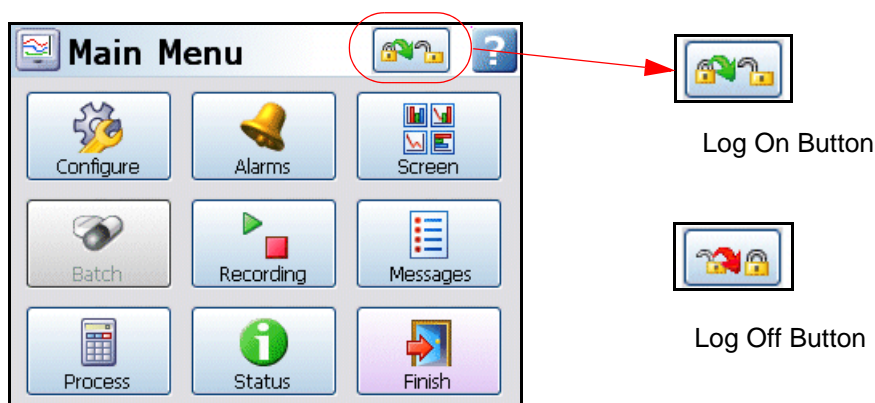 Main Menu
?
Configure
Alarms
Screen
Batch
Recording
Messages
Process
Status
Finish
Log On Button
Log Off Button